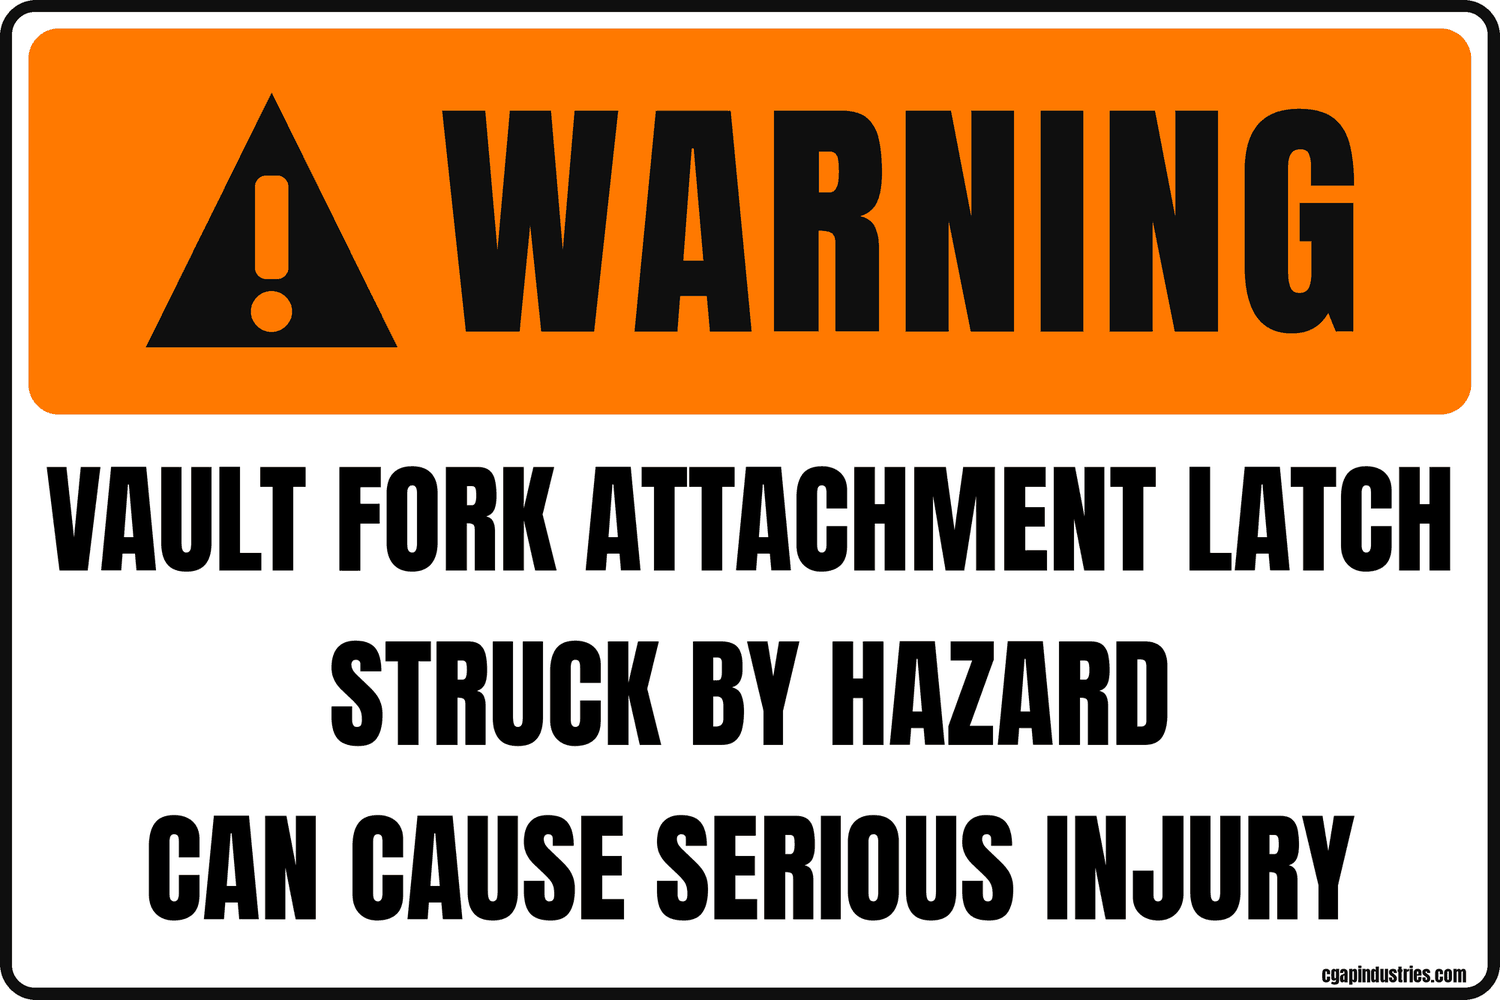 WARNING
VAULT FORK ATTACHMENT LATCH
STRUCK BY HAZARD
CAN CAUSE SERIOUS INJURY
cgapindustries.com